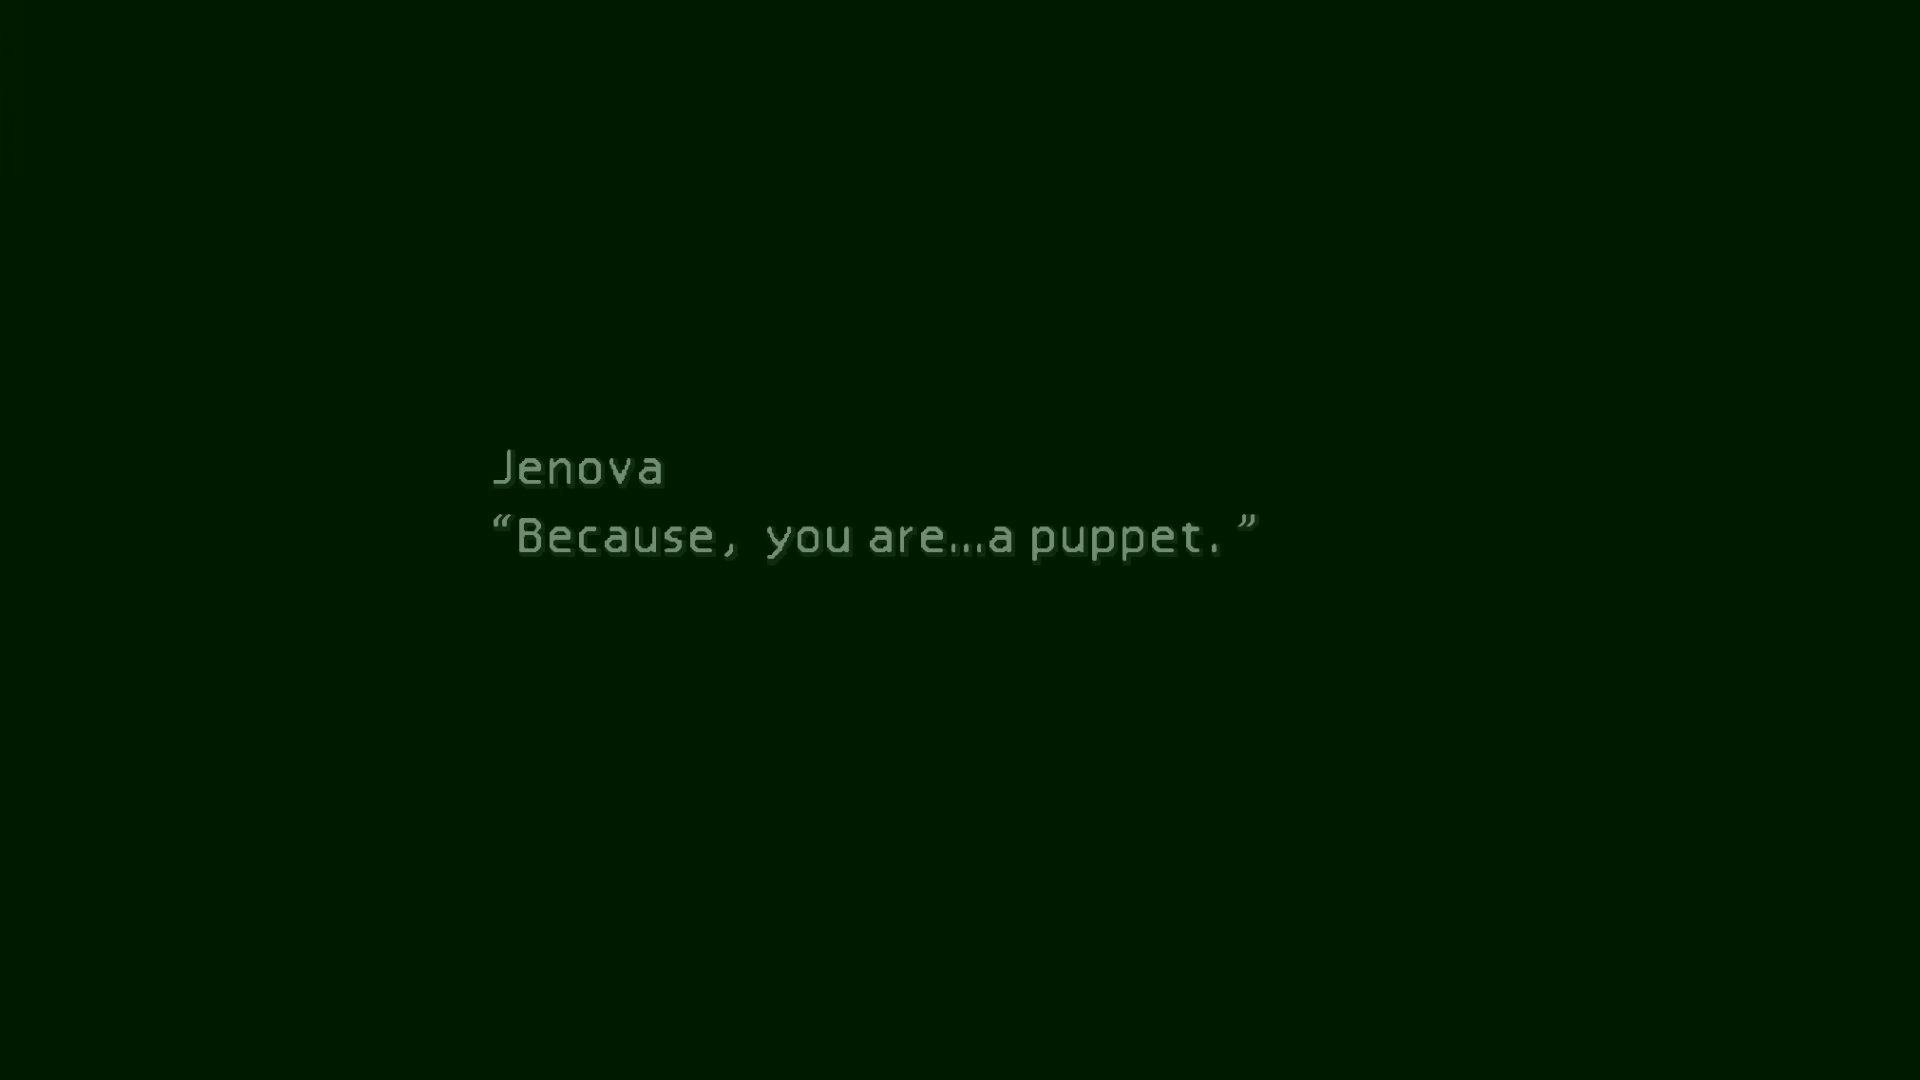 Jenova
“Because, you are...a puppet. ”